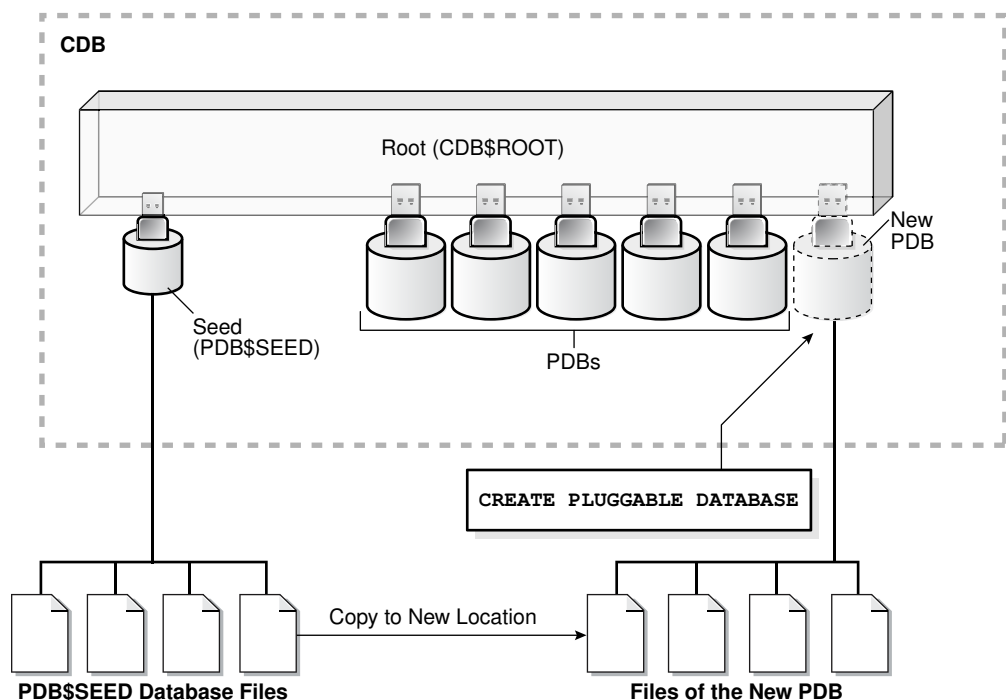 CDB
Root (CDB$ROOT)
New
PDB
Seed
(PDB$SEED)
PDBs
CREATE PLUGGABLE DATABASE
Copy to New Location
PDB$SEED Database Files
Files of the New PDB